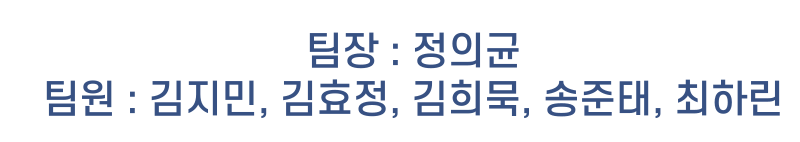 팀장 : 정의균
팀원 : 김지민, 김효정, 김희묵, 송준태, 최하린